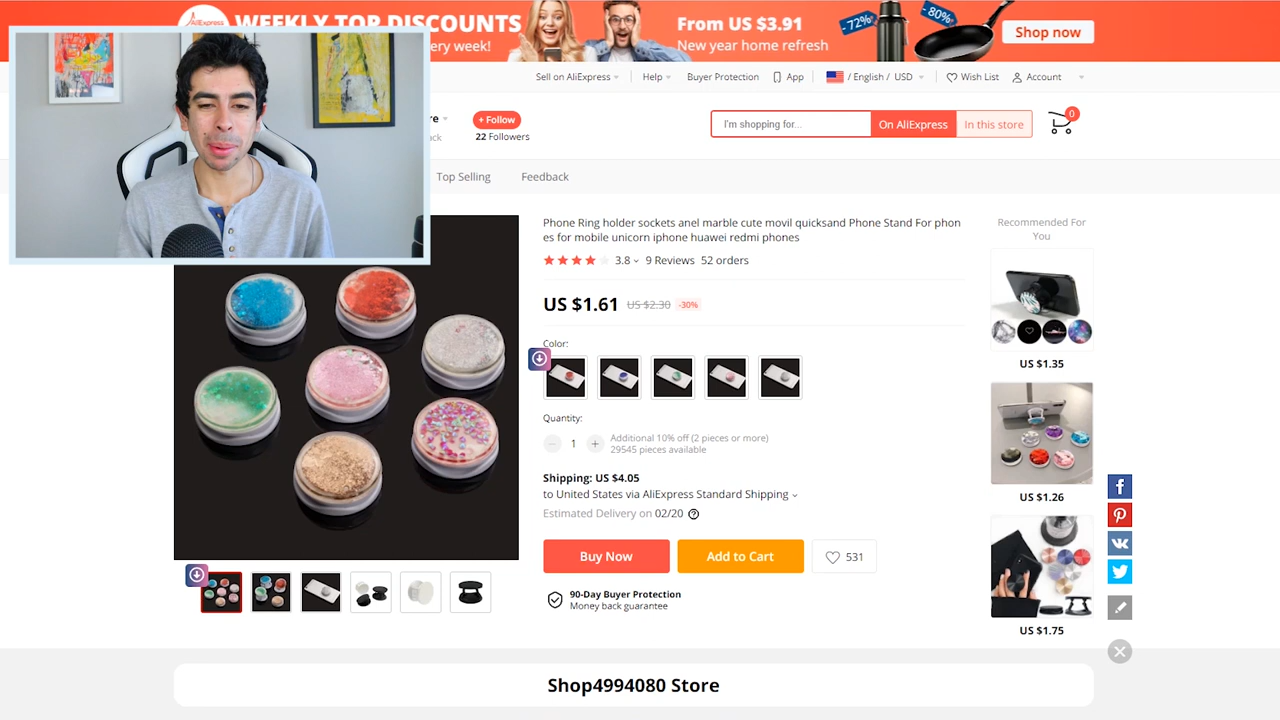 AliExpress
WEEKLY TOP DISCOUNTS
ery week!
From US $3.91
New year home refresh
-72%
-80%
Shop now
Sell on AliExpress
Help
Buyer Protection
App
/ English / USD
Wish List
Account
re
ck
+ Follow
22 Followers
I'm shopping for...
On AliExpress
In this store
0
Top Selling
Feedback
Phone Ring holder sockets anel marble cute movil quicksand Phone Stand For phon
es for mobile unicorn iphone huawei redmi phones
3.8
9 Reviews
52 orders
US $1.61
US $2.30
-30%
Color:
Quantity:
1
Additional 10% off (2 pieces or more)
29545 pieces available
Shipping: US $4.05
to United States via AliExpress Standard Shipping
Estimated Delivery on 02/20
Buy Now
Add to Cart
531
90-Day Buyer Protection
Money back guarantee
Recommended For
You
US $1.35
US $1.26
US $1.75
Shop4994080 Store